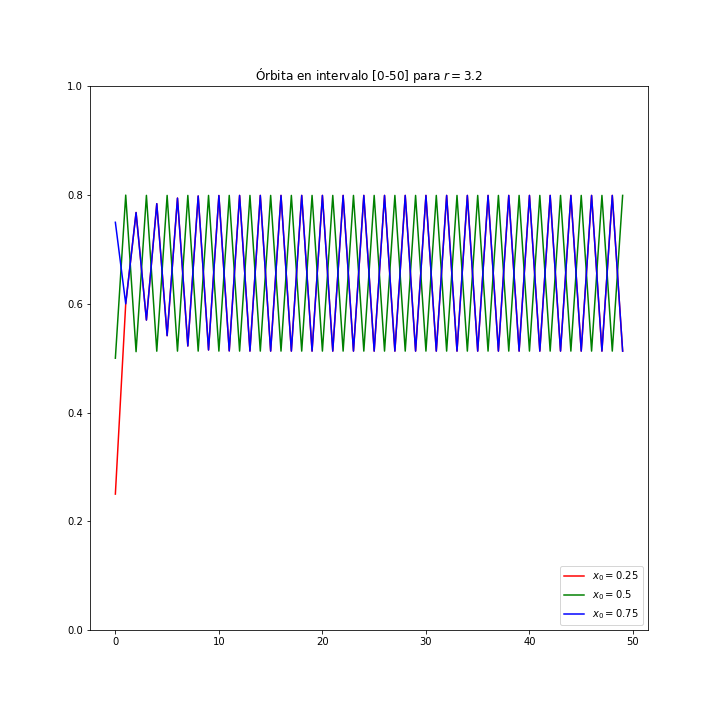 Órbita en intervalo [0-50] para r = 3.2
1.0
0.8
0.6
0.4
0.2
0.0
0 10 20 30 40 50
x₀ = 0.25
x₀ = 0.5
x₀ = 0.75